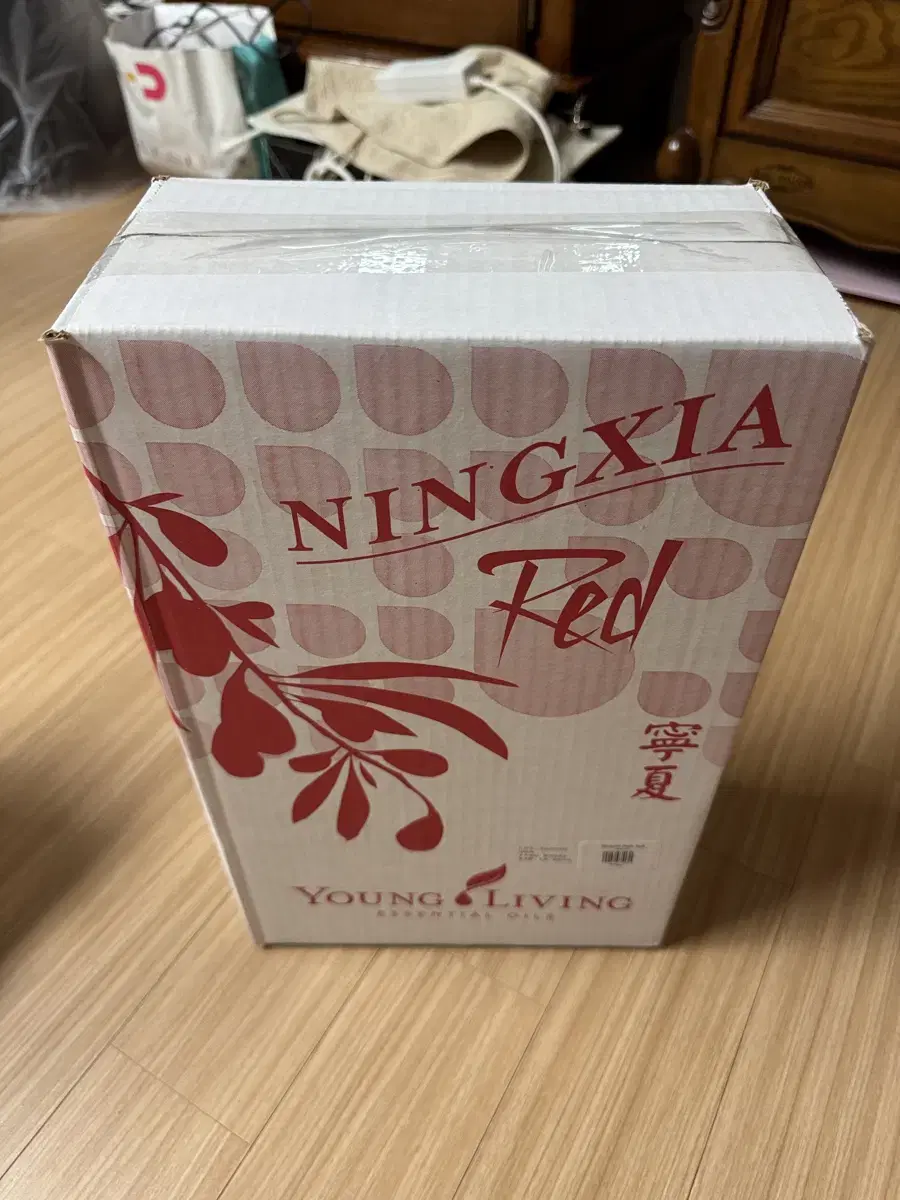 NINGXIA
Red
寧
夏
YOUNG LIVING
ESSENTIAL OILS